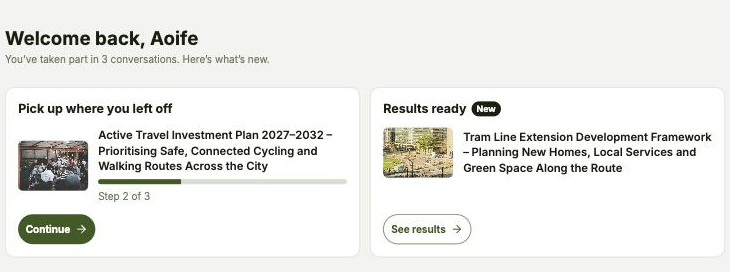 Welcome back, Aoife
You've taken part in 3 conversations. Here's what's new.
Pick up where you left off
Active Travel Investment Plan 2027–2032 –
Prioritising Safe, Connected Cycling and
Walking Routes Across the City
Step 2 of 3
Continue →
Results ready New
Tram Line Extension Development Framework
– Planning New Homes, Local Services and
Green Space Along the Route
See results →